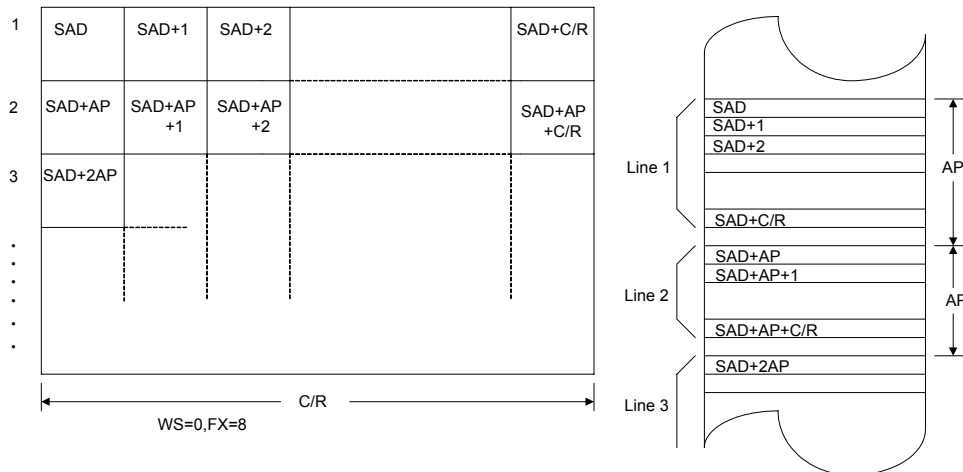 1
SAD
SAD+1
SAD+2
SAD+C/R
2
SAD+AP
SAD+AP
+1
SAD+AP
+2
SAD+AP
+C/R
3
SAD+2AP
C/R
WS=0,FX=8
Line 1
SAD
SAD+1
SAD+2
SAD+C/R
AP
Line 2
SAD+AP
SAD+AP+1
SAD+AP+C/R
AP
Line 3
SAD+2AP